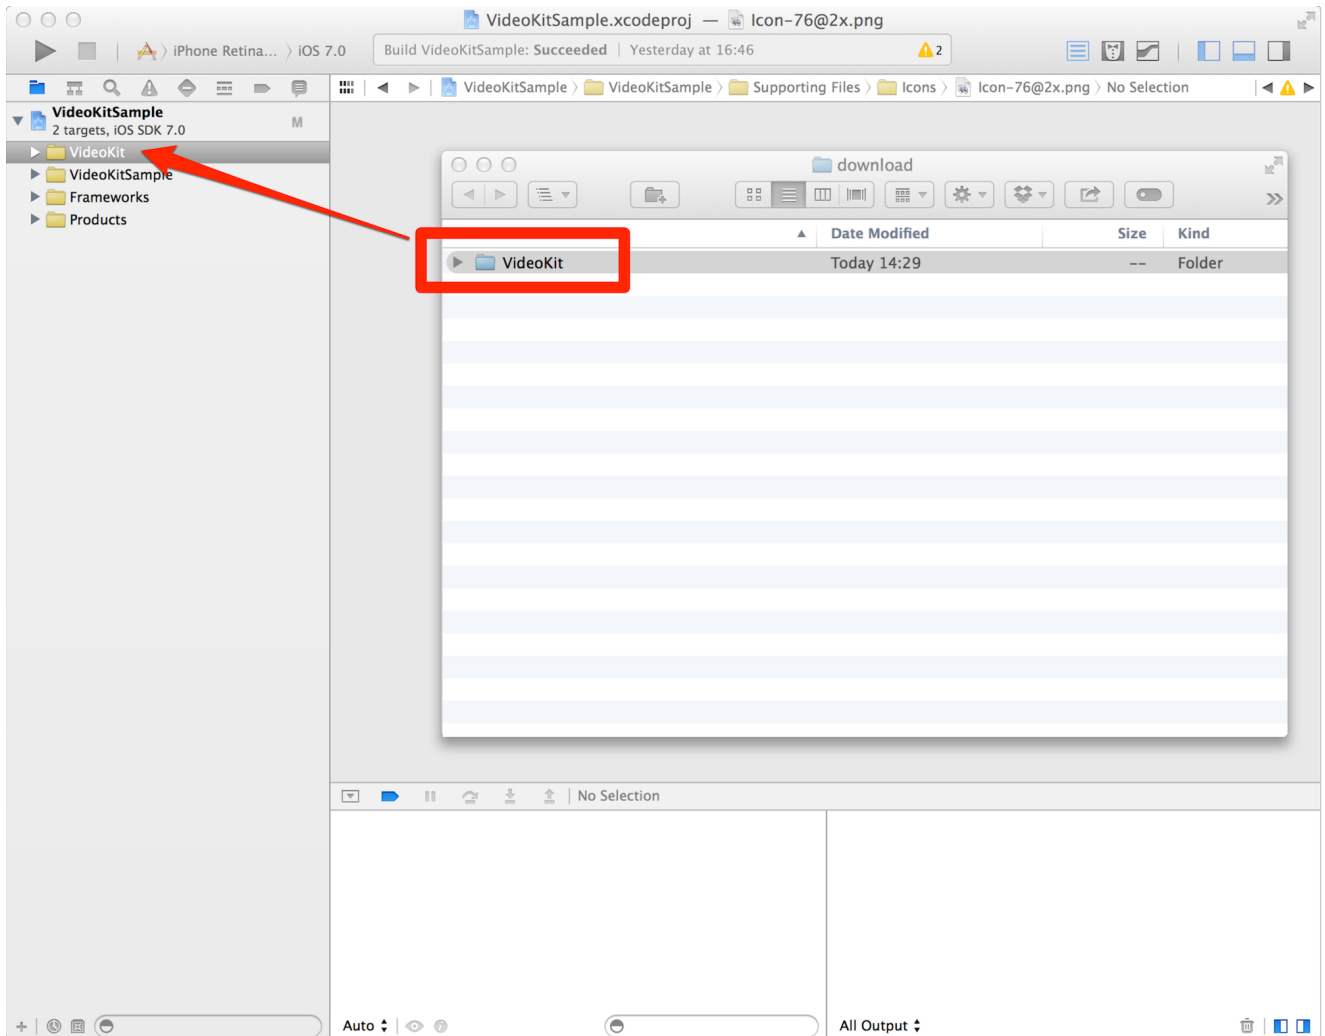 VideoKitSample.xcodeproj — Icon-76@2x.png
iPhone Retina... 〉 iOS 7.0
Build VideoKitSample: Succeeded | Yesterday at 16:46
2
VideoKitSample 〉 VideoKitSample 〉 Supporting Files 〉 Icons 〉 Icon-76@2x.png 〉 No Selection
VideoKitSample
2 targets, iOS SDK 7.0
M
VideoKit
VideoKitSample
Frameworks
Products
download
Date Modified Size Kind
VideoKit Today 14:29 -- Folder
No Selection
Auto
All Output